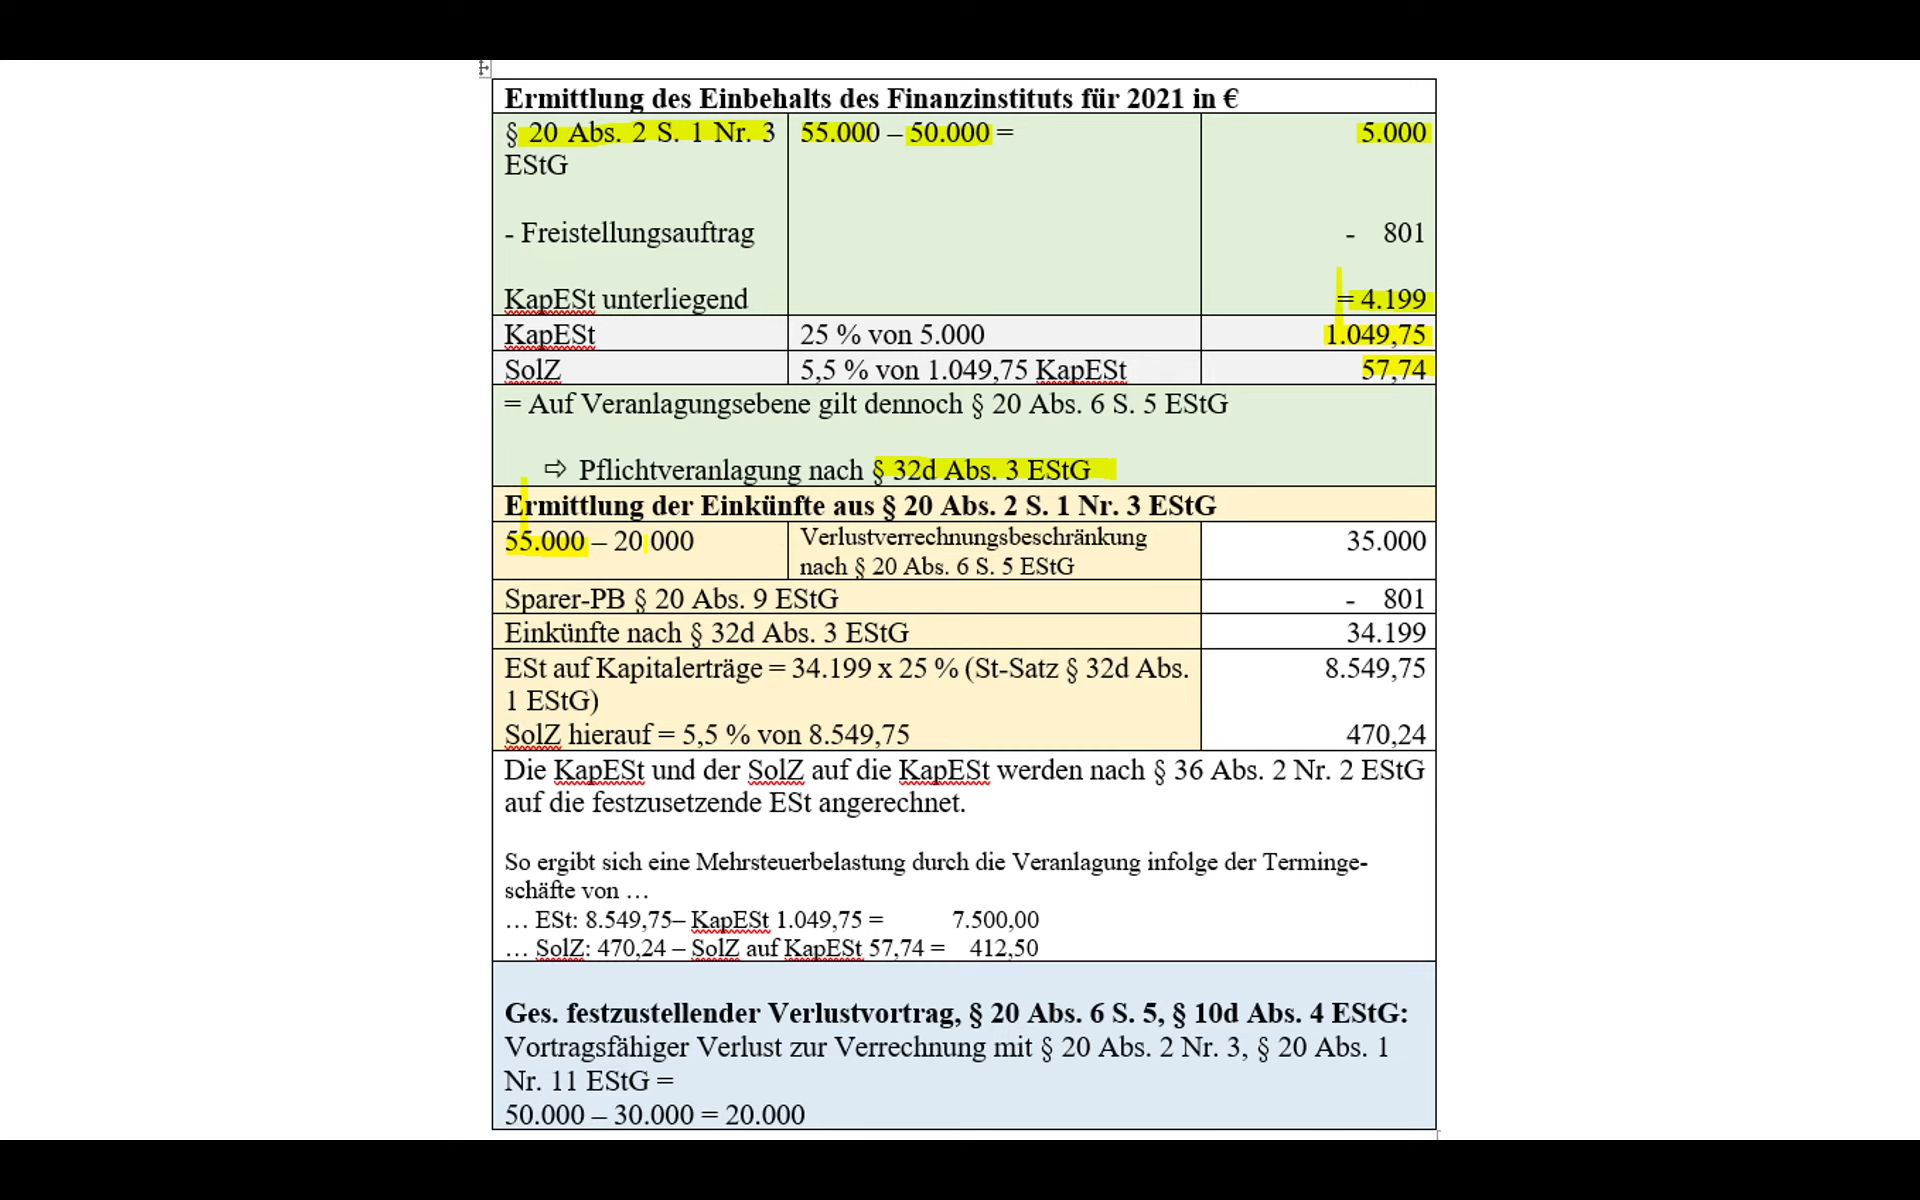 Ermittlung des Einbehalts des Finanzinstituts für 2021 in €
§ 20 Abs. 2 S. 1 Nr. 3 55.000 – 50.000 = 5.000
EStG
- Freistellungsauftrag - 801
KapESt unterliegend = 4.199
KapESt 25 % von 5.000 1.049,75
SolZ 5,5 % von 1.049,75 KapESt 57,74
= Auf Veranlagungsebene gilt dennoch § 20 Abs. 6 S. 5 EStG
⇨ Pflichtveranlagung nach § 32d Abs. 3 EStG
Ermittlung der Einkünfte aus § 20 Abs. 2 S. 1 Nr. 3 EStG
55.000 – 20.000 Verlustverrechnungsbeschränkung 35.000
nach § 20 Abs. 6 S. 5 EStG
Sparer-PB § 20 Abs. 9 EStG - 801
Einkünfte nach § 32d Abs. 3 EStG 34.199
ESt auf Kapitalerträge = 34.199 x 25 % (St-Satz § 32d Abs. 8.549,75
1 EStG)
SolZ hierauf = 5,5 % von 8.549,75 470,24
Die KapESt und der SolZ auf die KapESt werden nach § 36 Abs. 2 Nr. 2 EStG
auf die festzusetzende ESt angerechnet.
So ergibt sich eine Mehrsteuerbelastung durch die Veranlagung infolge der Terminge-
schäfte von …
… ESt: 8.549,75– KapESt 1.049,75 = 7.500,00
… SolZ: 470,24 – SolZ auf KapESt 57,74 = 412,50
Ges. festzustellender Verlustvortrag, § 20 Abs. 6 S. 5, § 10d Abs. 4 EStG:
Vortragsfähiger Verlust zur Verrechnung mit § 20 Abs. 2 Nr. 3, § 20 Abs. 1
Nr. 11 EStG =
50.000 – 30.000 = 20.000